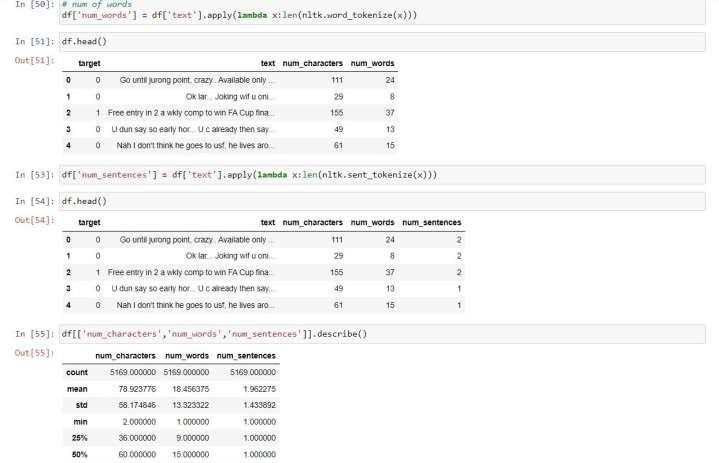 In [50]: # num of words
df['num_words'] = df['text'].apply(lambda x:len(nltk.word_tokenize(x)))
In [51]: df.head()
Out[51]:
target text num_characters num_words
0 0 Go until jurong point, crazy.. Available only ... 111 24
1 0 Ok lar... Joking wif u oni... 29 8
2 1 Free entry in 2 a wkly comp to win FA Cup fina... 155 37
3 0 U dun say so early hor... U c already then say... 49 13
4 0 Nah I don't think he goes to usf, he lives aro... 61 15
In [53]: df['num_sentences'] = df['text'].apply(lambda x:len(nltk.sent_tokenize(x)))
In [54]: df.head()
Out[54]:
target text num_characters num_words num_sentences
0 0 Go until jurong point, crazy.. Available only ... 111 24 2
1 0 Ok lar... Joking wif u oni... 29 8 2
2 1 Free entry in 2 a wkly comp to win FA Cup fina... 155 37 2
3 0 U dun say so early hor... U c already then say... 49 13 1
4 0 Nah I don't think he goes to usf, he lives aro... 61 15 1
In [55]: df[['num_characters','num_words','num_sentences']].describe()
Out[55]:
num_characters num_words num_sentences
count 5169.000000 5169.000000 5169.000000
mean 78.923776 18.456375 1.962275
std 58.174846 13.323322 1.433892
min 2.000000 1.000000 1.000000
25% 36.000000 9.000000 1.000000
50% 60.000000 15.000000 1.000000